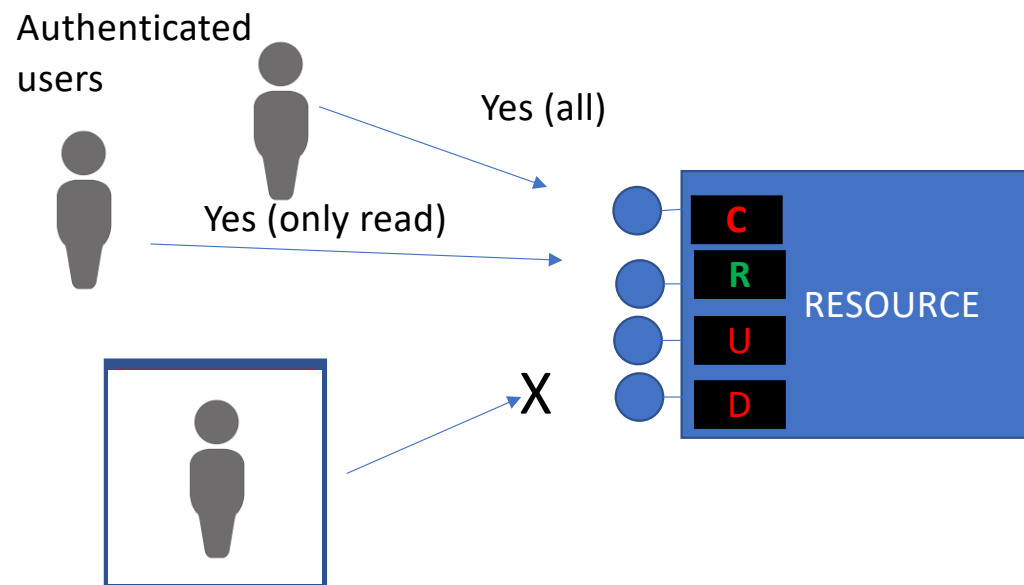 Authenticated
users
Yes (all)
Yes (only read)
C
R
RESOURCE
U
X
D